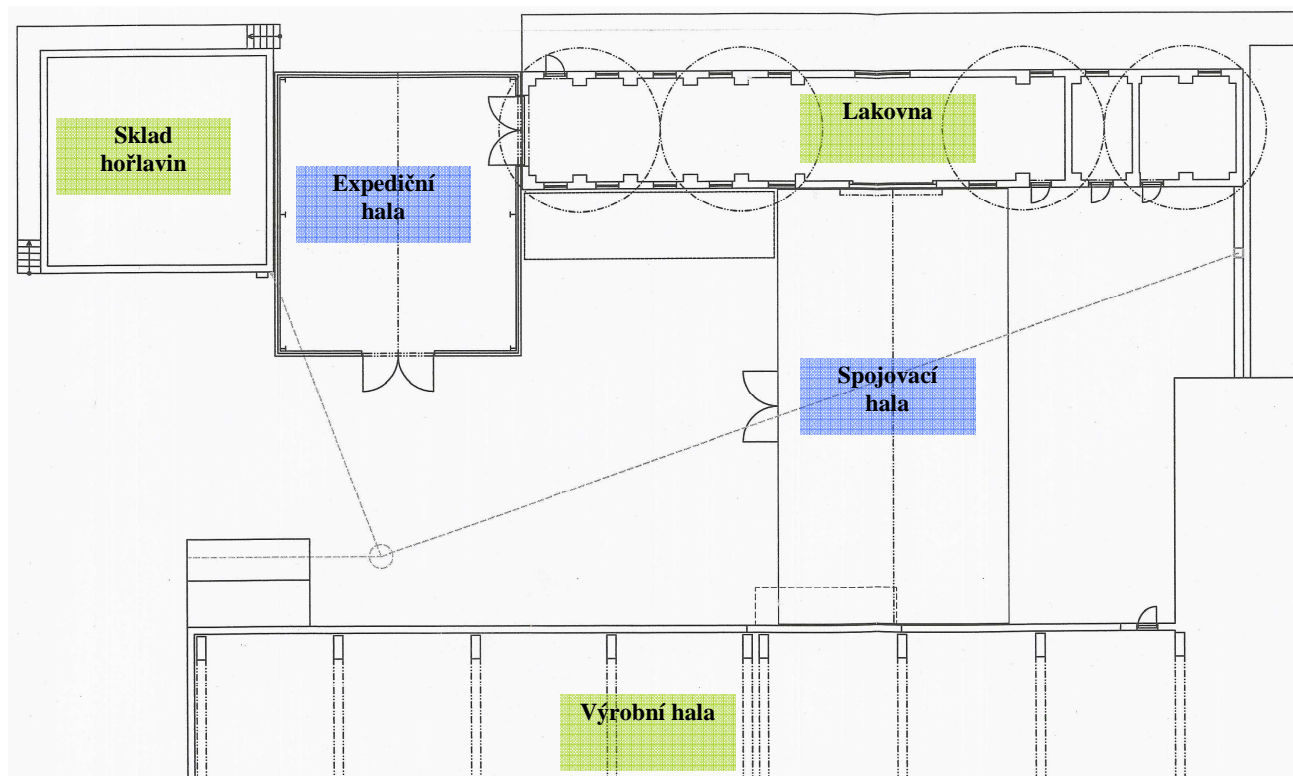 Sklad
hořlavin
Expediční
hala
Lakovna
Spojovací
hala
Výrobní hala